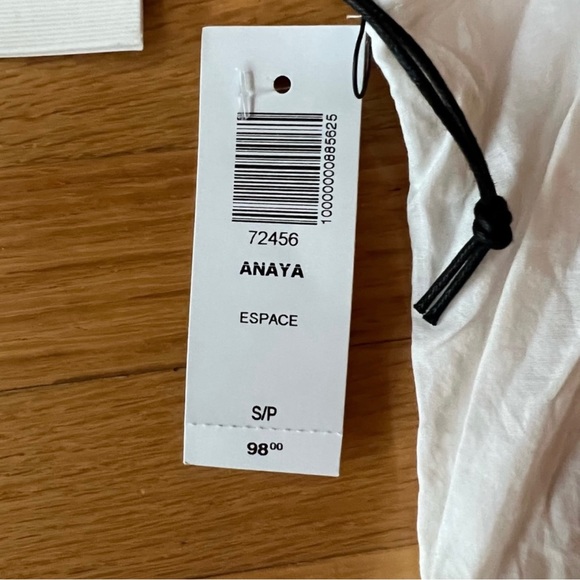 10000000885625
72456
ANAYA
ESPACE
S/P
98⁰⁰